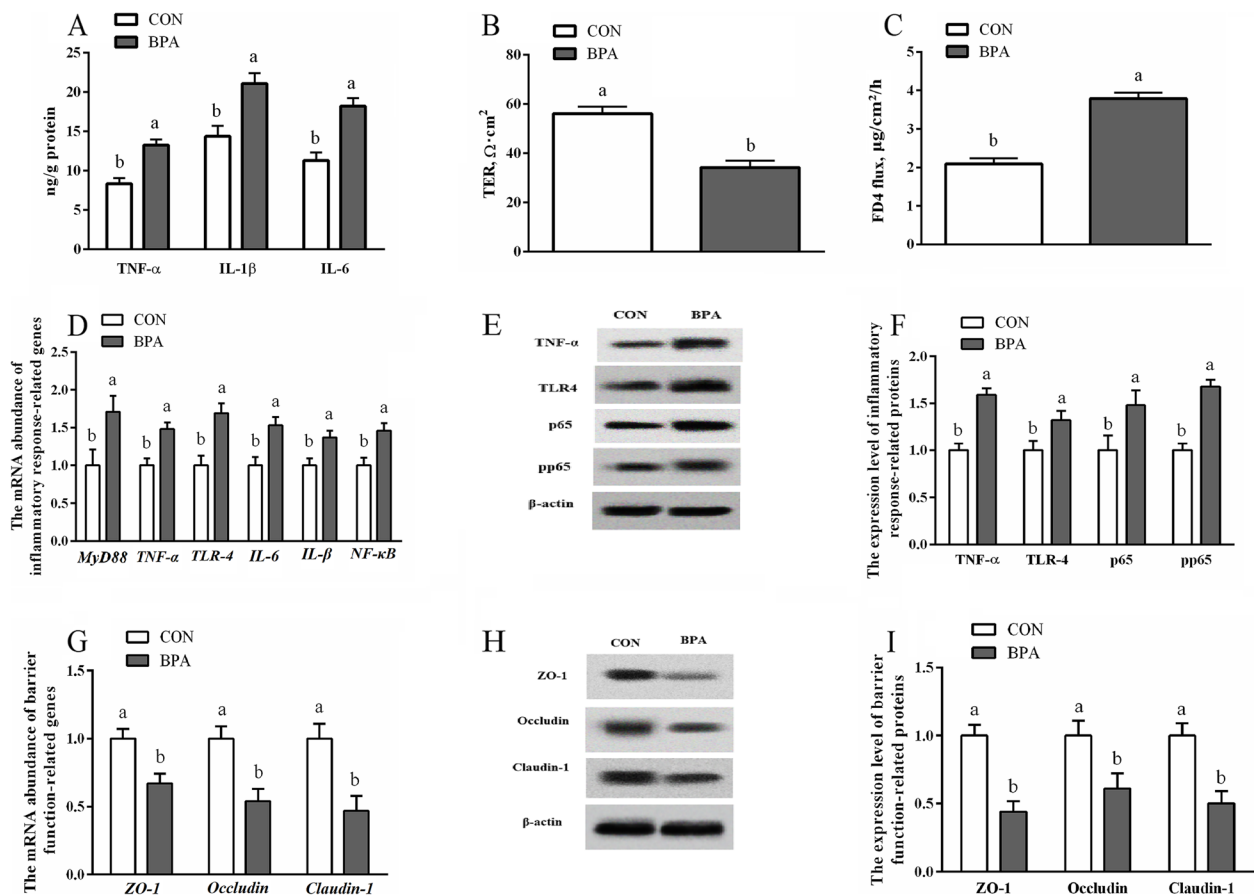 A
CON
BPA
ng/g protein
25
20
15
10
5
0
b
a
b
a
b
a
TNF-α IL-1β IL-6
B
CON
BPA
TER, Ω·cm²
80
60
40
20
0
a
b
C
CON
BPA
FD4 flux, μg/cm²/h
5
4
3
2
1
0
b
a
D
CON
BPA
The mRNA abundance of
inflammatory response-related genes
2.5
2.0
1.5
1.0
0.5
0.0
b
a
b
a
b
a
b
a
b
a
b
a
MyD88 TNF-α TLR-4 IL-6 IL-β NF-κB
E
CON BPA
TNF-α
TLR4
p65
pp65
β-actin
F
CON
BPA
The expression level of inflammatory
response-related proteins
2.0
1.5
1.0
0.5
0.0
b
a
b
a
b
a
b
a
TNF-α TLR-4 p65 pp65
G
CON
BPA
The mRNA abundance of barrier
function-related genes
1.5
1.0
0.5
0.0
a
b
a
b
a
b
ZO-1 Occludin Claudin-1
H
CON BPA
ZO-1
Occludin
Claudin-1
β-actin
I
CON
BPA
The expression level of barrier
function-related proteins
1.5
1.0
0.5
0.0
a
b
a
b
a
b
ZO-1 Occludin Claudin-1